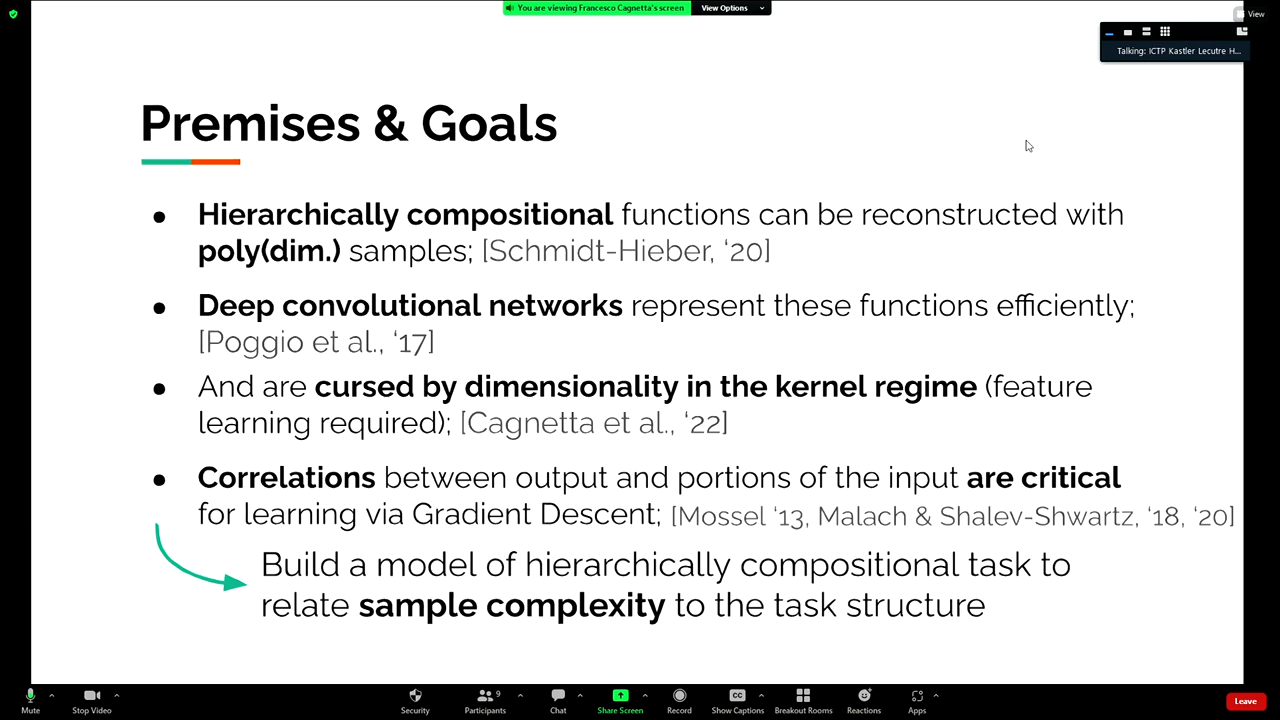 You are viewing Francesco Cagnetta's screen
View Options
View
Talking: ICTP Kastler Lecutre H...
Premises & Goals
● Hierarchically compositional functions can be reconstructed with
poly(dim.) samples; [Schmidt-Hieber, ‘20]
● Deep convolutional networks represent these functions efficiently;
[Poggio et al., ‘17]
● And are cursed by dimensionality in the kernel regime (feature
learning required); [Cagnetta et al., ‘22]
● Correlations between output and portions of the input are critical
for learning via Gradient Descent; [Mossel ‘13, Malach & Shalev-Shwartz, ‘18, ‘20]
Build a model of hierarchically compositional task to
relate sample complexity to the task structure
Mute
Stop Video
Security
Participants
9
Chat
Share Screen
Record
Show Captions
Breakout Rooms
Reactions
Apps
Leave